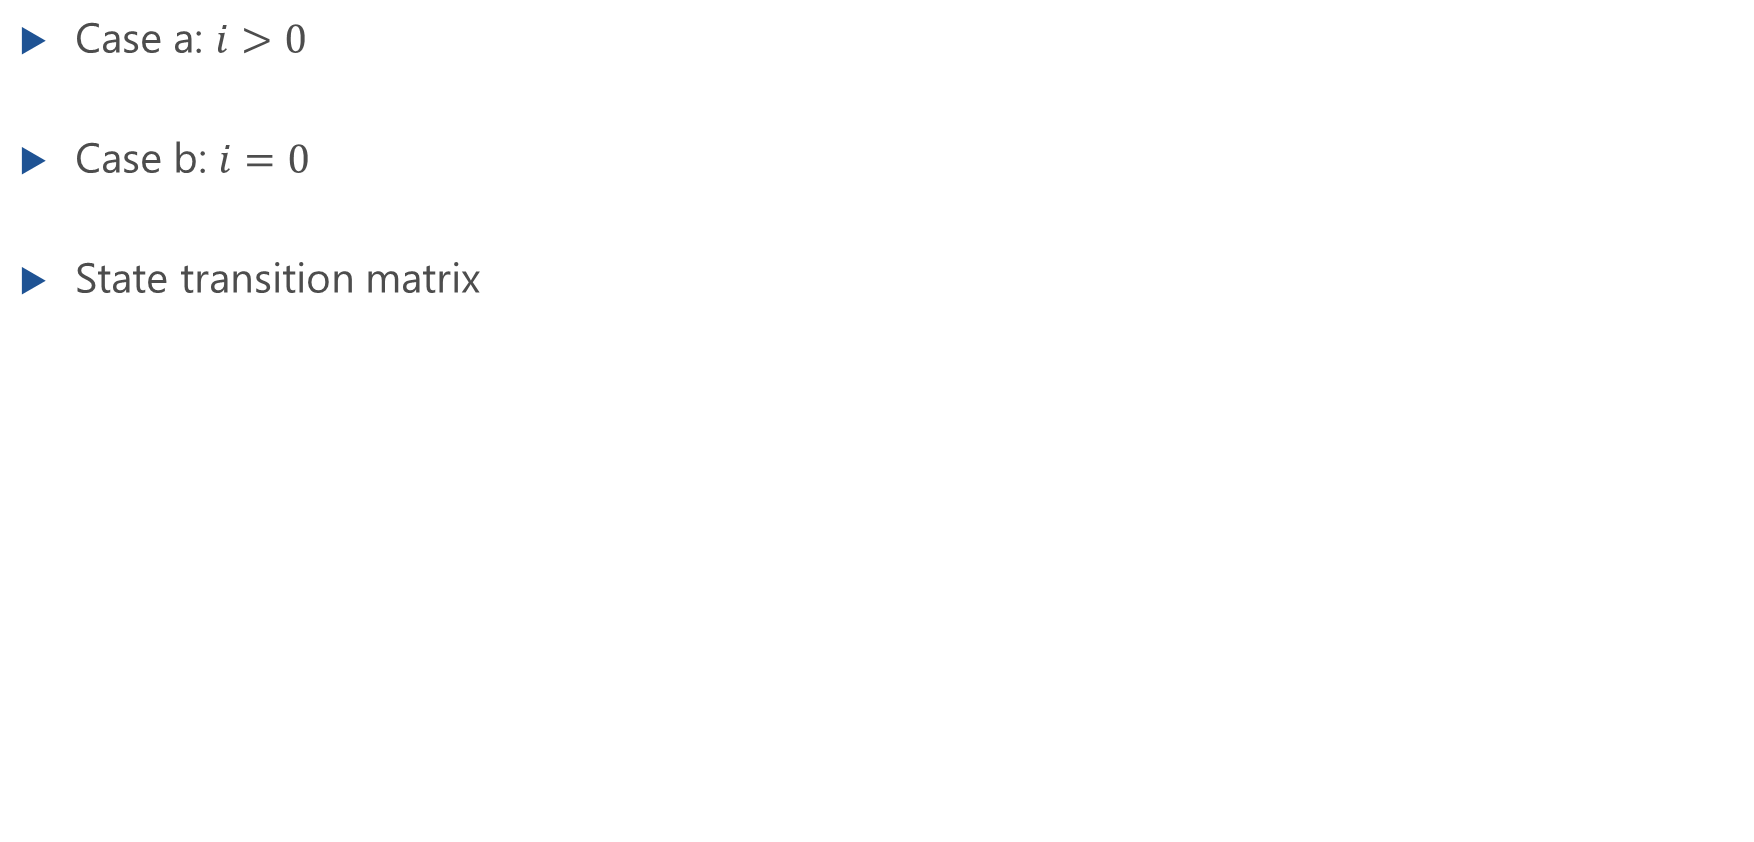 Case a: i > 0
Case b: i = 0
State transition matrix